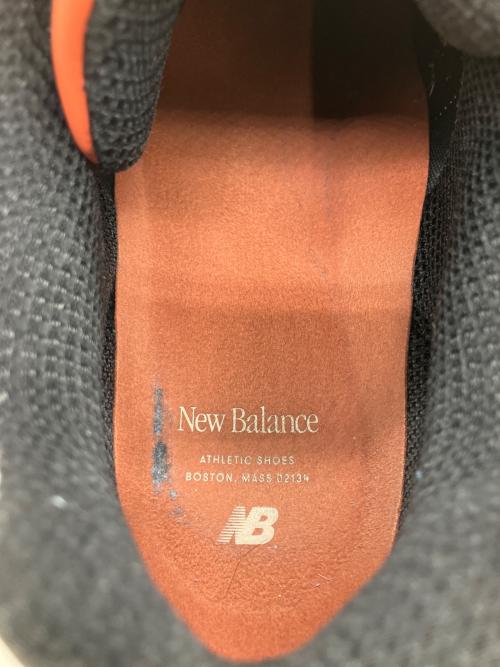 New Balance
ATHLETIC SHOES
BOSTON, MASS 02134
NB